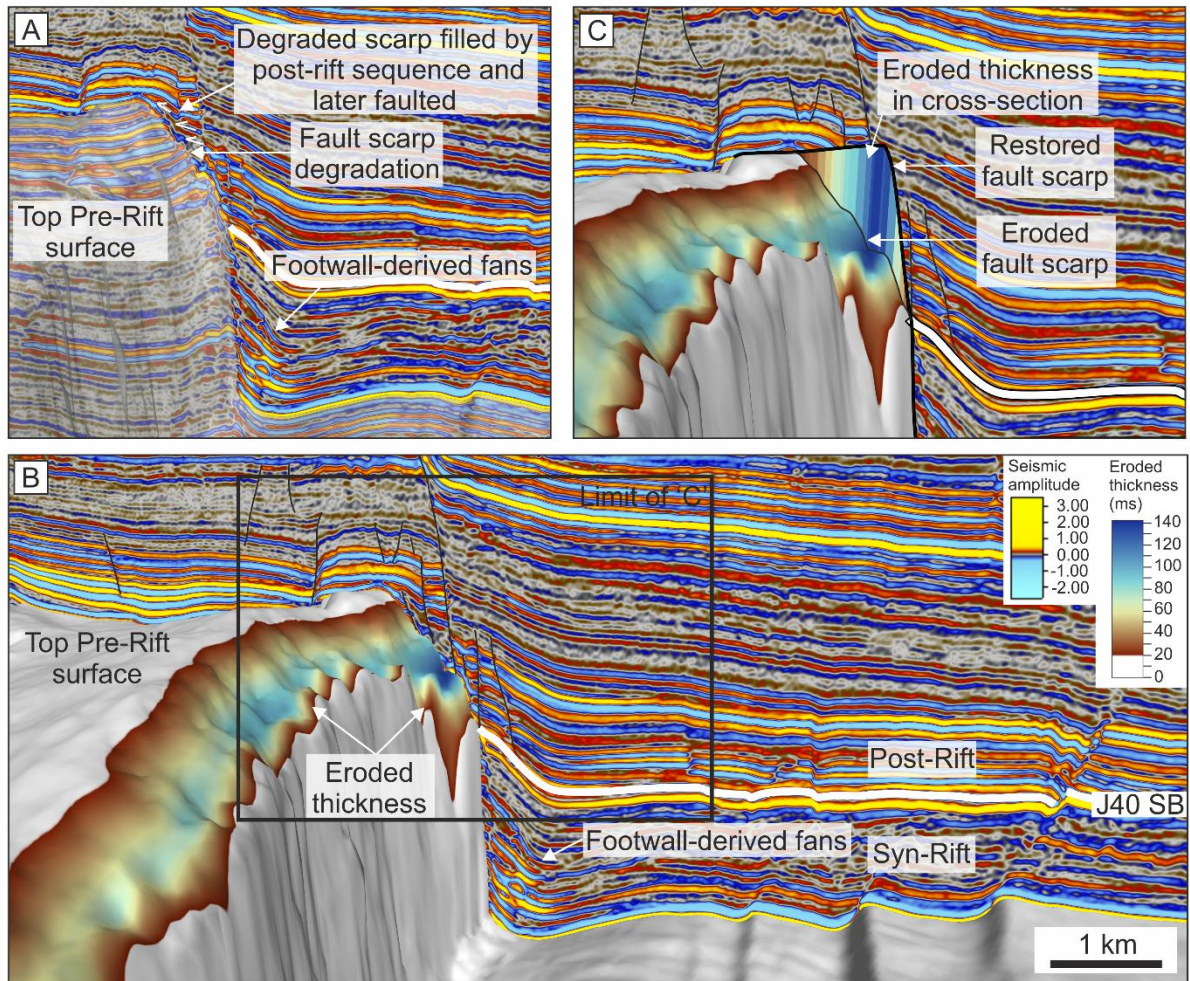 A
Degraded scarp filled by
post-rift sequence and
later faulted
Fault scarp
degradation
Top Pre-Rift
surface
Footwall-derived fans
C
Eroded thickness
in cross-section
Restored
fault scarp
Eroded
fault scarp
B
Limit of 'C'
Seismic
amplitude
3.00
2.00
1.00
0.00
-1.00
-2.00
Eroded
thickness
(ms)
140
120
100
80
60
40
20
0
Top Pre-Rift
surface
Eroded
thickness
Post-Rift
J40 SB
Footwall-derived fans
Syn-Rift
1 km